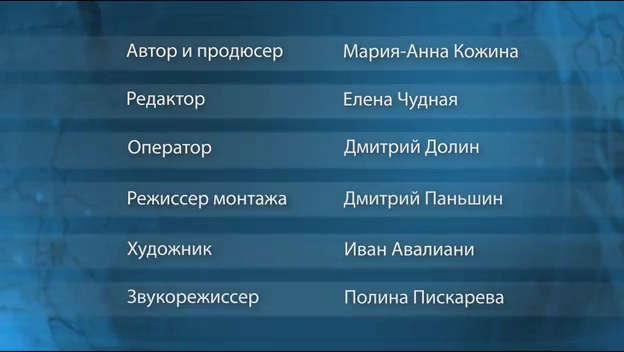 Автор и продюсер Мария-Анна Кожина
Редактор Елена Чудная
Оператор Дмитрий Долин
Режиссер монтажа Дмитрий Паньшин
Художник Иван Авалиани
Звукорежиссер Полина Пискарева